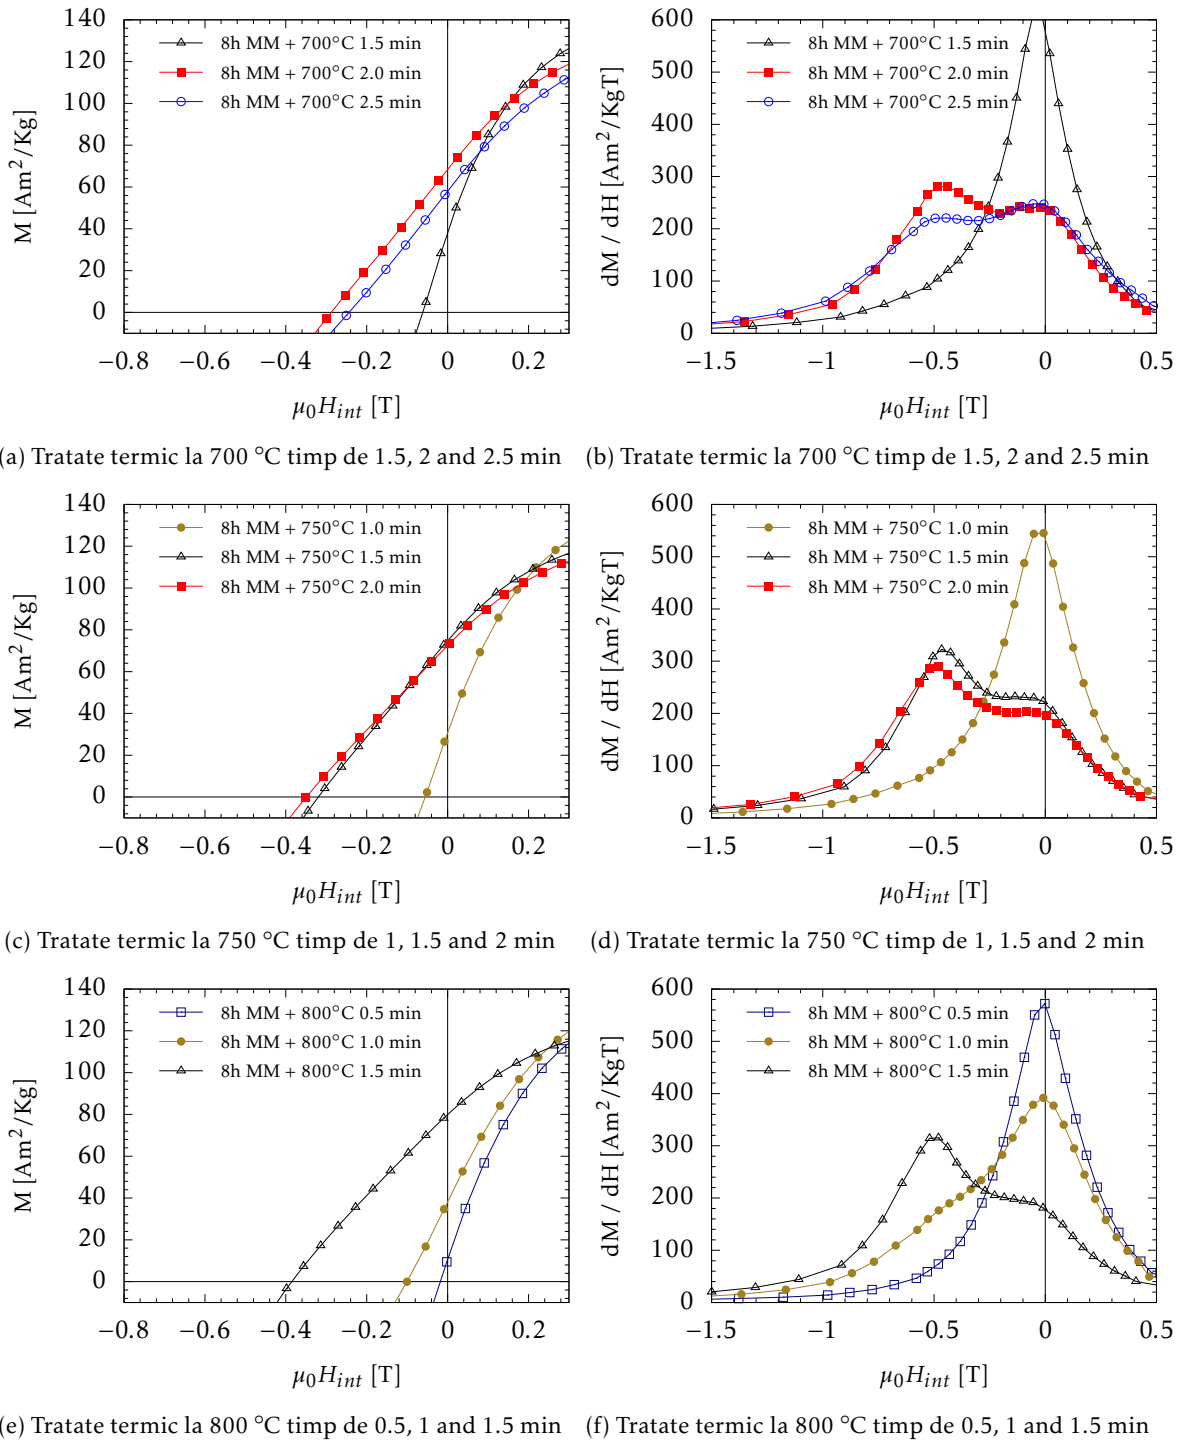 140
120
100
80
60
40
20
0
M [Am²/Kg]
8h MM + 700°C 1.5 min
8h MM + 700°C 2.0 min
8h MM + 700°C 2.5 min
−0.8 −0.6 −0.4 −0.2 0 0.2
μ₀H_int [T]
600
500
400
300
200
100
0
dM / dH [Am²/KgT]
8h MM + 700°C 1.5 min
8h MM + 700°C 2.0 min
8h MM + 700°C 2.5 min
−1.5 −1 −0.5 0 0.5
μ₀H_int [T]
(a) Tratate termic la 700 °C timp de 1.5, 2 and 2.5 min
(b) Tratate termic la 700 °C timp de 1.5, 2 and 2.5 min
140
120
100
80
60
40
20
0
M [Am²/Kg]
8h MM + 750°C 1.0 min
8h MM + 750°C 1.5 min
8h MM + 750°C 2.0 min
−0.8 −0.6 −0.4 −0.2 0 0.2
μ₀H_int [T]
600
500
400
300
200
100
0
dM / dH [Am²/KgT]
8h MM + 750°C 1.0 min
8h MM + 750°C 1.5 min
8h MM + 750°C 2.0 min
−1.5 −1 −0.5 0 0.5
μ₀H_int [T]
(c) Tratate termic la 750 °C timp de 1, 1.5 and 2 min
(d) Tratate termic la 750 °C timp de 1, 1.5 and 2 min
140
120
100
80
60
40
20
0
M [Am²/Kg]
8h MM + 800°C 0.5 min
8h MM + 800°C 1.0 min
8h MM + 800°C 1.5 min
−0.8 −0.6 −0.4 −0.2 0 0.2
μ₀H_int [T]
600
500
400
300
200
100
0
dM / dH [Am²/KgT]
8h MM + 800°C 0.5 min
8h MM + 800°C 1.0 min
8h MM + 800°C 1.5 min
−1.5 −1 −0.5 0 0.5
μ₀H_int [T]
(e) Tratate termic la 800 °C timp de 0.5, 1 and 1.5 min
(f) Tratate termic la 800 °C timp de 0.5, 1 and 1.5 min